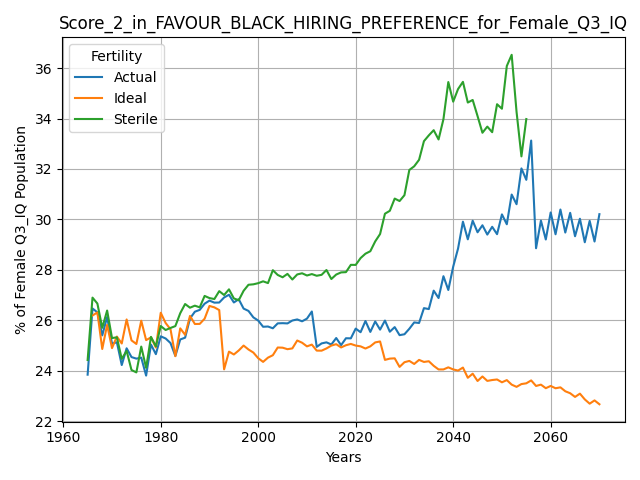 Score_2_in_FAVOUR_BLACK_HIRING_PREFERENCE_for_Female_Q3_IQ
Fertility
Actual
Ideal
Sterile
% of Female Q3_IQ Population
36
34
32
30
28
26
24
22
1960
1980
2000
2020
2040
2060
Years